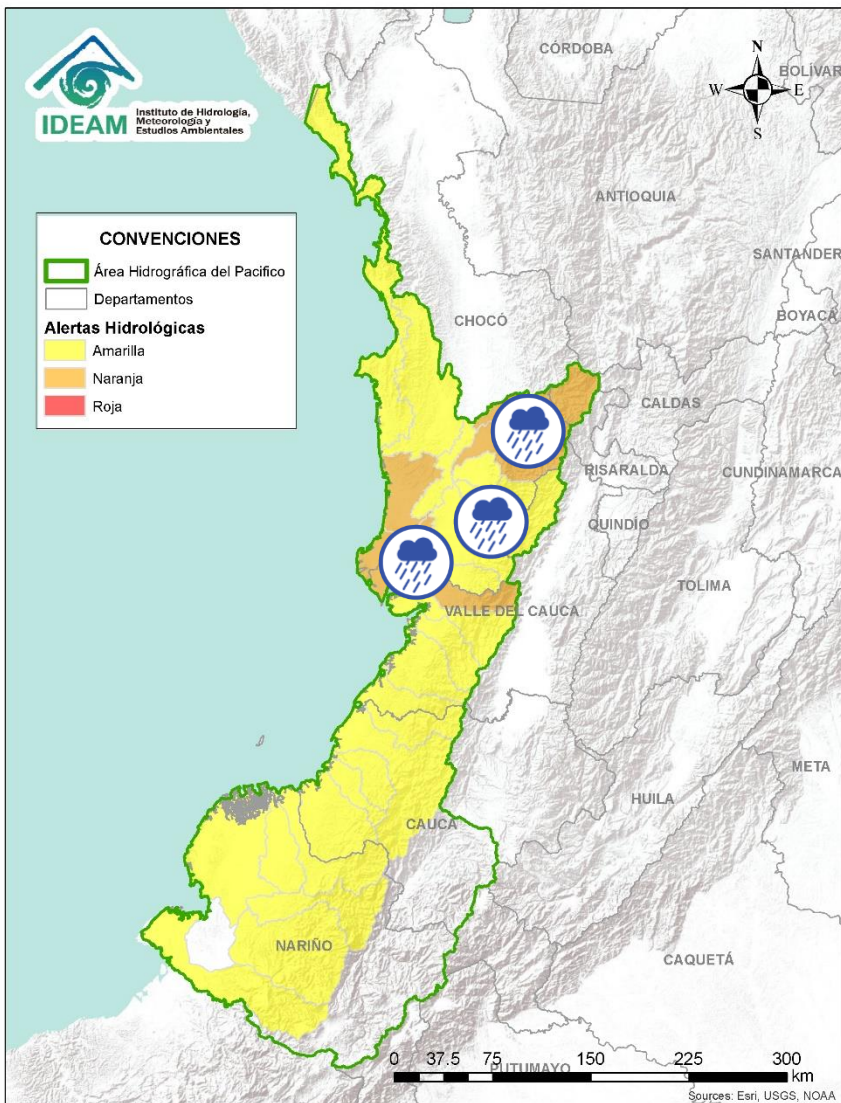 IDEAM
Instituto de Hidrología,
Meteorología y
Estudios Ambientales
N
W
E
S
CÓRDOBA
BOLÍVAR
ANTIOQUIA
SANTANDER
BOYACA
CHOCÓ
CALDAS
RISARALDA
CUNDINAMARCA
QUINDÍO
TOLIMA
VALLE DEL CAUCA
META
HUILA
CAUCA
NARIÑO
CAQUETÁ
PUTUMAYO
CONVENCIONES
Área Hidrográfica del Pacifico
Departamentos
Alertas Hidrológicas
Amarilla
Naranja
Roja
0 37.5 75 150 225 300
km
Sources: Esri, USGS, NOAA